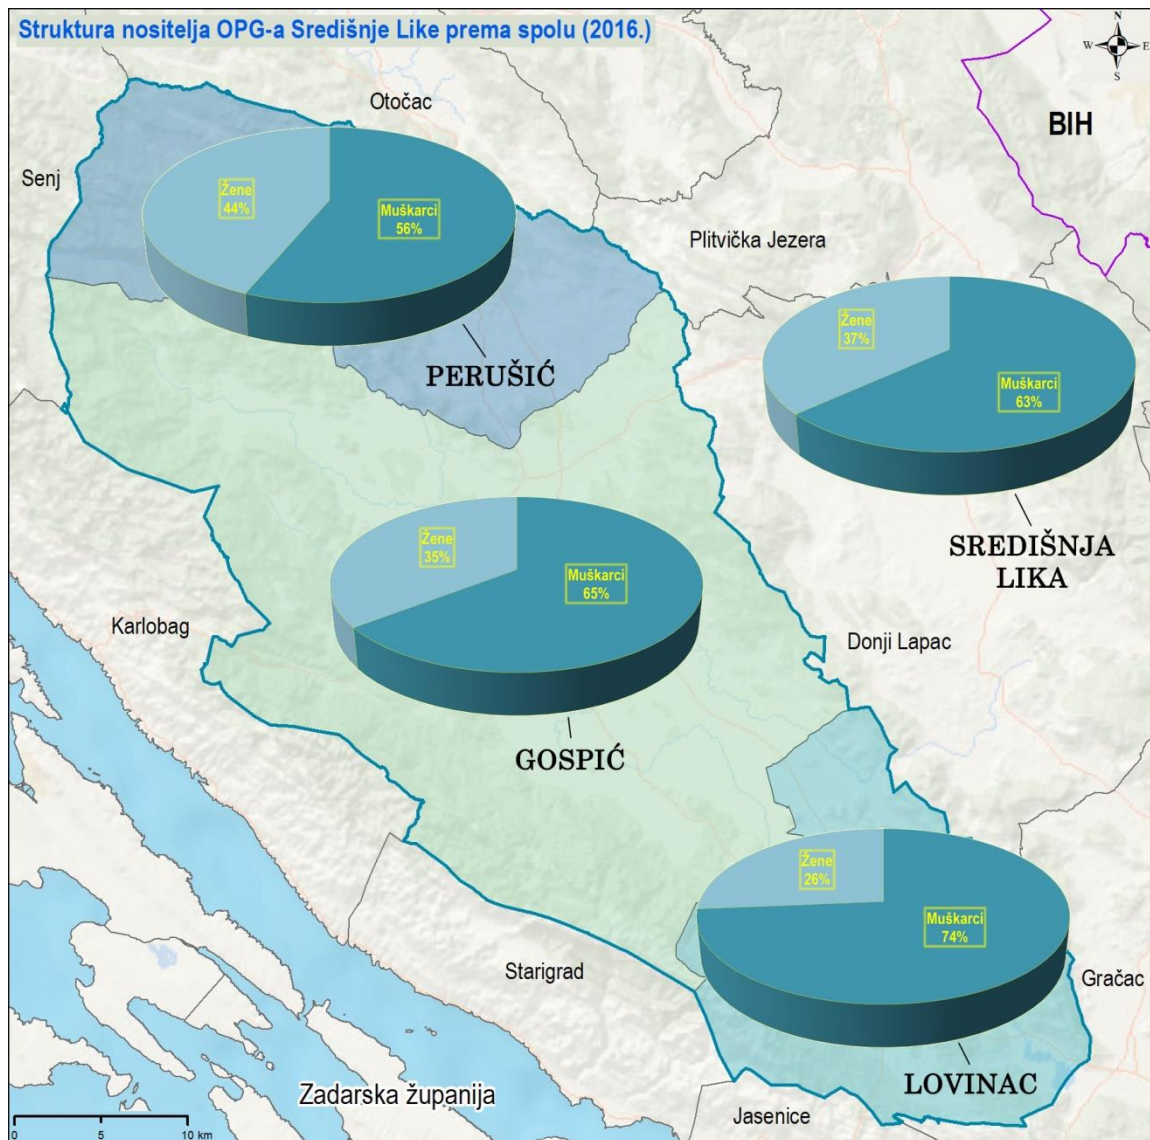 Struktura nositelja OPG-a Središnje Like prema spolu (2016.)
N
W
E
S
Otočac
BIH
Senj
Žene
44%
Muškarci
56%
Plitvička Jezera
PERUŠIĆ
Žene
37%
Muškarci
63%
SREDIŠNJA
LIKA
Žene
35%
Muškarci
65%
Karlobag
Donji Lapac
GOSPIĆ
Žene
26%
Muškarci
74%
Starigrad
Gračac
LOVINAC
Zadarska županija
Jasenice
0 5 10 km